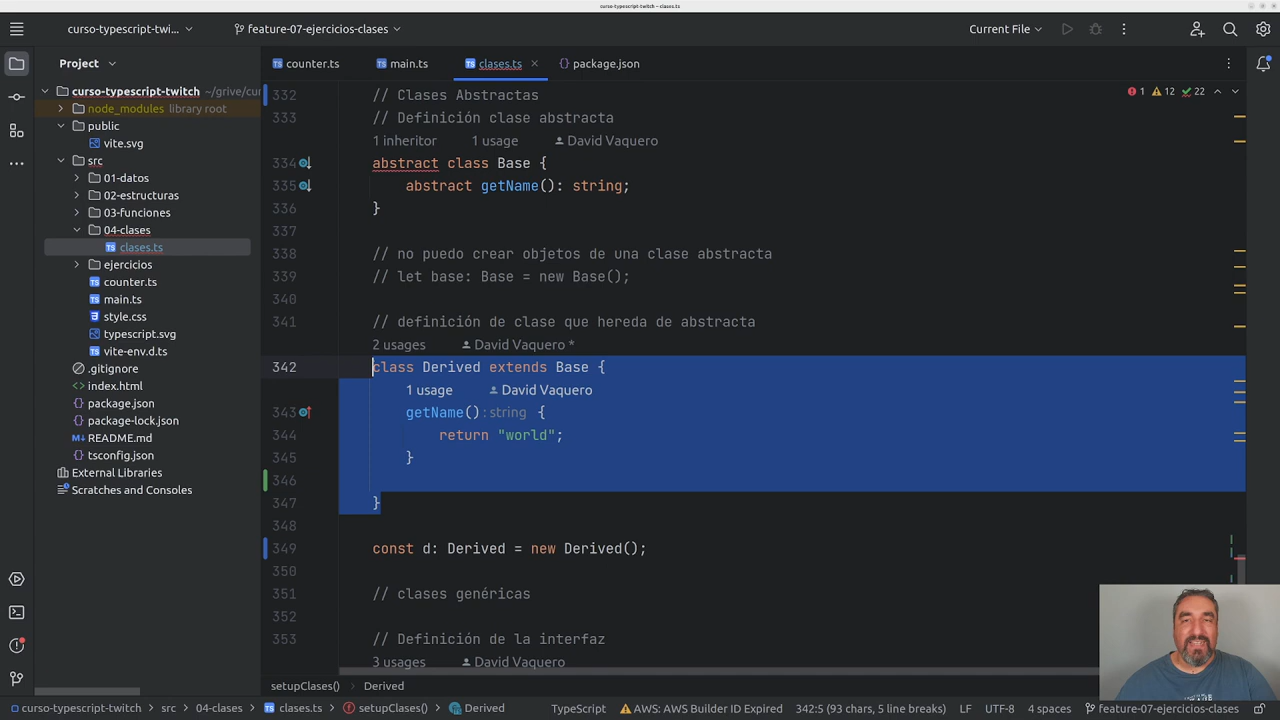 curso-typescript-twitch – clases.ts
curso-typescript-twi...
feature-07-ejercicios-clases
Current File
Project
counter.ts
main.ts
clases.ts
package.json
curso-typescript-twitch ~/grive/cur
node_modules library root
public
vite.svg
src
01-datos
02-estructuras
03-funciones
04-clases
clases.ts
ejercicios
counter.ts
main.ts
style.css
typescript.svg
vite-env.d.ts
.gitignore
index.html
package.json
package-lock.json
README.md
tsconfig.json
External Libraries
Scratches and Consoles
1 12 22
332 // Clases Abstractas
333 // Definición clase abstracta
1 inheritor 1 usage David Vaquero
334 abstract class Base {
335 abstract getName(): string;
336 }
337
338 // no puedo crear objetos de una clase abstracta
339 // let base: Base = new Base();
340
341 // definición de clase que hereda de abstracta
2 usages David Vaquero *
342 class Derived extends Base {
1 usage David Vaquero
343 getName() : string {
344 return "world";
345 }
346
347 }
348
349 const d: Derived = new Derived();
350
351 // clases genéricas
352
353 // Definición de la interfaz
3 usages David Vaquero
setupClases() Derived
curso-typescript-twitch src 04-clases clases.ts setupClases() Derived TypeScript AWS: AWS Builder ID Expired 342:5 (93 chars, 5 line breaks) LF UTF-8 4 spaces feature-07-ejercicios-clases